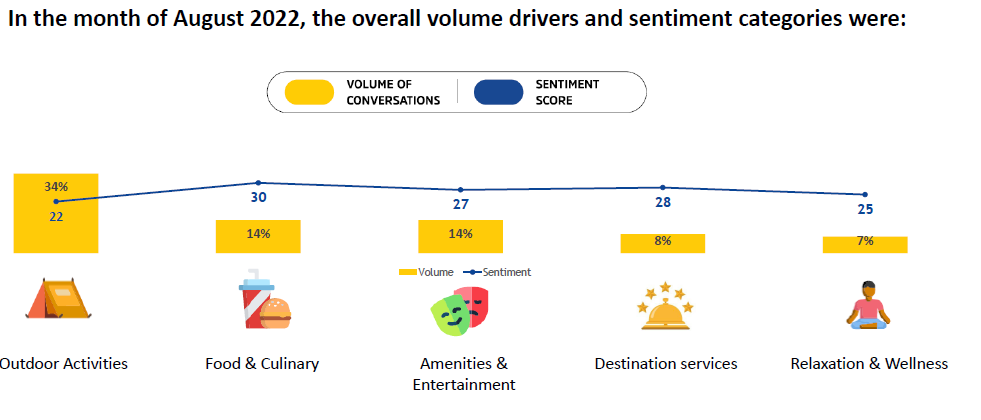 In the month of August 2022, the overall volume drivers and sentiment categories were:
VOLUME OF
CONVERSATIONS
SENTIMENT
SCORE
34%
22
30
14%
27
14%
28
8%
25
7%
Volume
Sentiment
Outdoor Activities
Food & Culinary
Amenities &
Entertainment
Destination services
Relaxation & Wellness